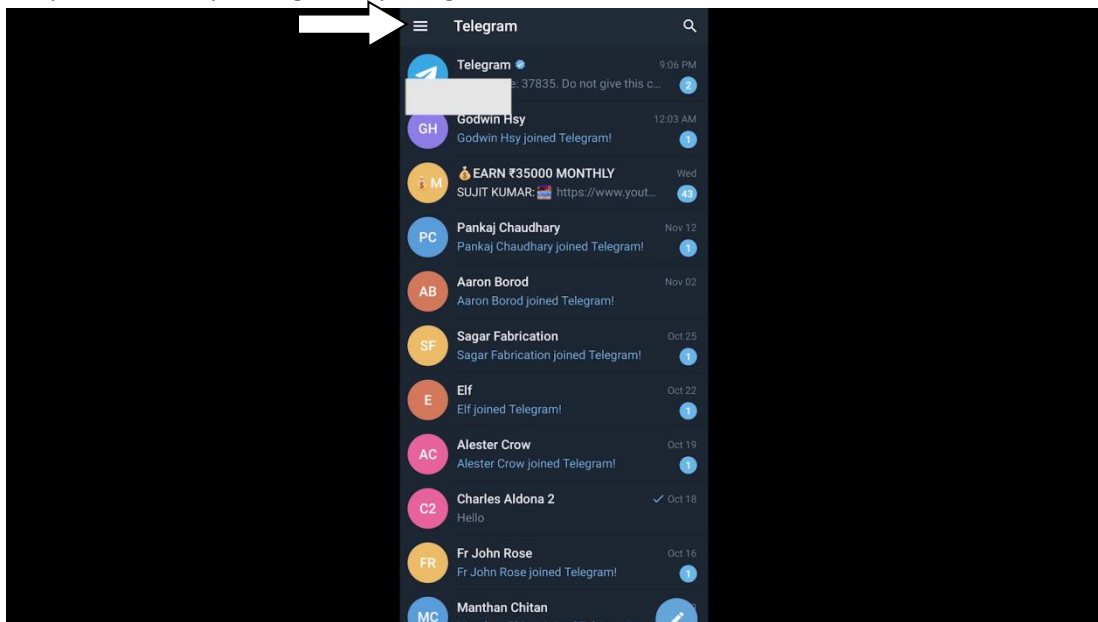 Telegram
Telegram 9:06 PM
e: 37835. Do not give this c... 2
Godwin Hsy 12:03 AM
GH
Godwin Hsy joined Telegram! 1
💰EARN ₹35000 MONTHLY Wed
💰 M
SUJIT KUMAR: https://www.yout... 43
Pankaj Chaudhary Nov 12
PC
Pankaj Chaudhary joined Telegram! 1
Aaron Borod Nov 02
AB
Aaron Borod joined Telegram!
Sagar Fabrication Oct 25
SF
Sagar Fabrication joined Telegram! 1
Elf Oct 22
E
Elf joined Telegram! 1
Alester Crow Oct 19
AC
Alester Crow joined Telegram! 1
Charles Aldona 2 ✓ Oct 18
C2
Hello
Fr John Rose Oct 16
FR
Fr John Rose joined Telegram! 1
Manthan Chitan
MC